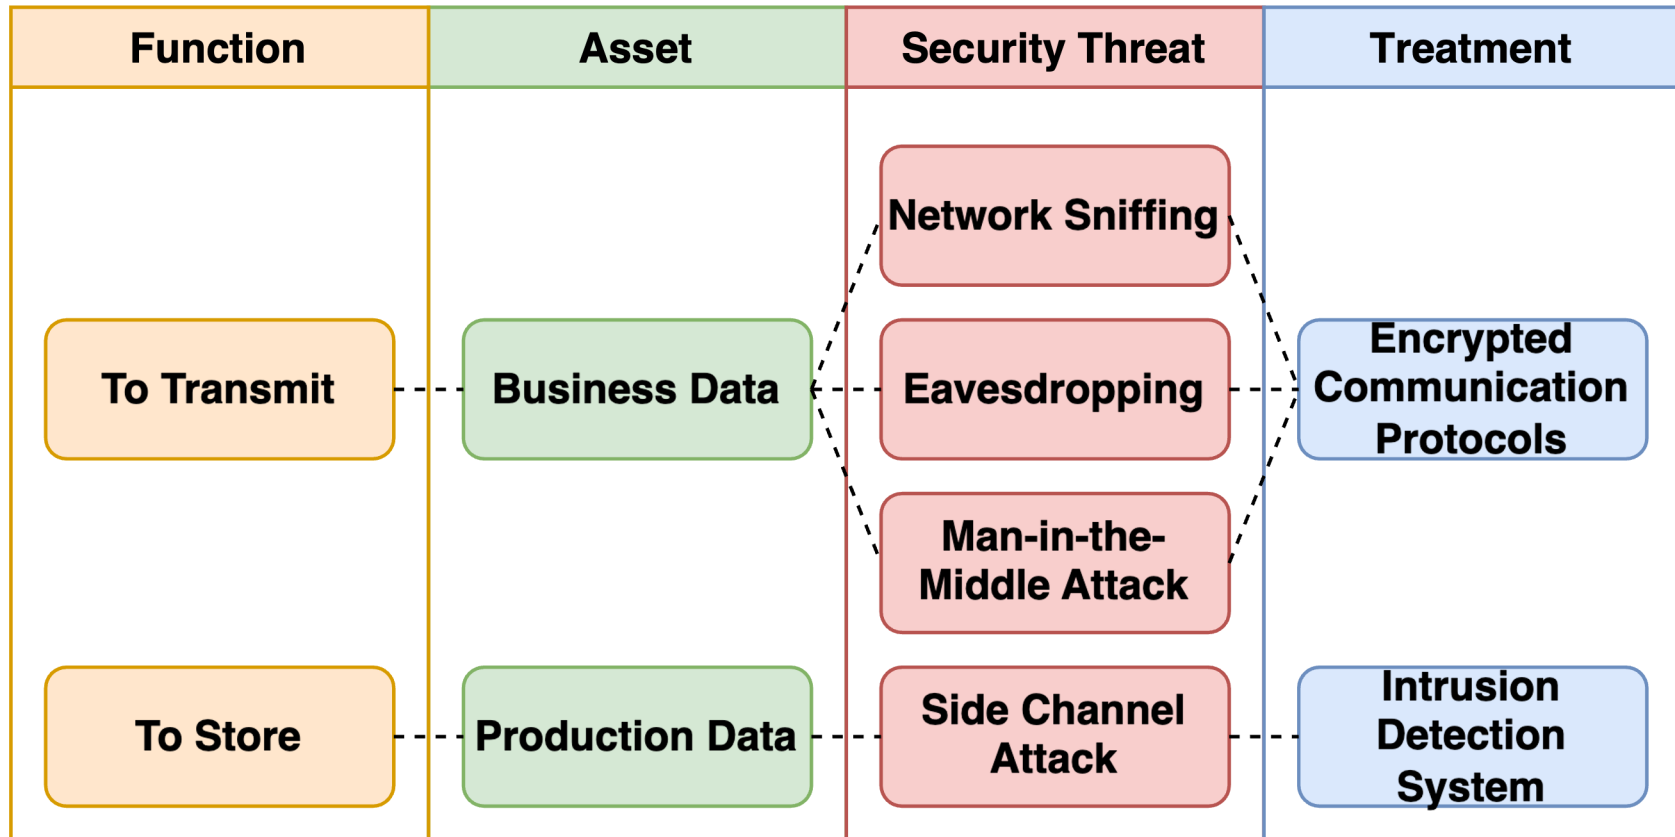 Function
Asset
Security Threat
Treatment
Network Sniffing
To Transmit
Business Data
Eavesdropping
Encrypted
Communication
Protocols
Man-in-the-
Middle Attack
To Store
Production Data
Side Channel
Attack
Intrusion
Detection
System